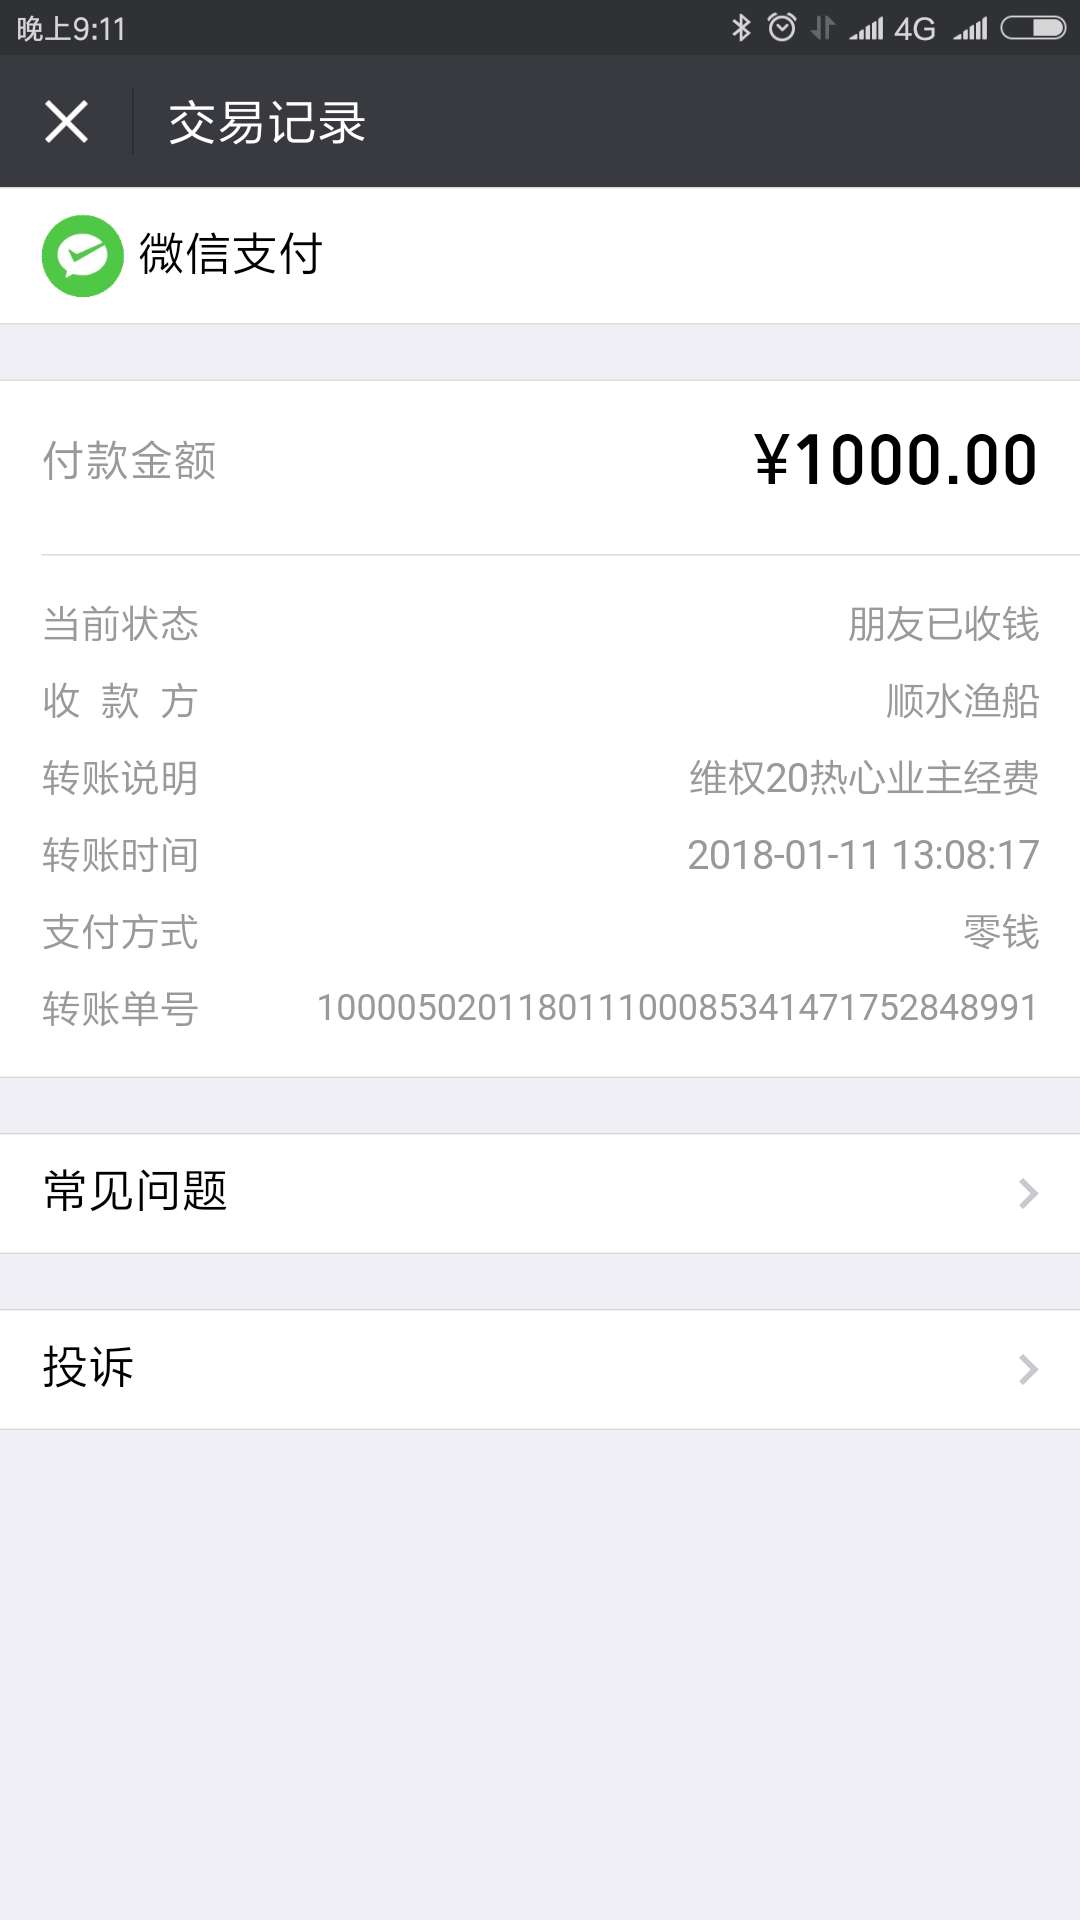 晚上9:11
4G
交易记录
微信支付
付款金额 ¥1000.00
当前状态 朋友已收钱
收款方 顺水渔船
转账说明 维权20热心业主经费
转账时间 2018-01-11 13:08:17
支付方式 零钱
转账单号 1000050201180111000853414717528​48991
常见问题
投诉